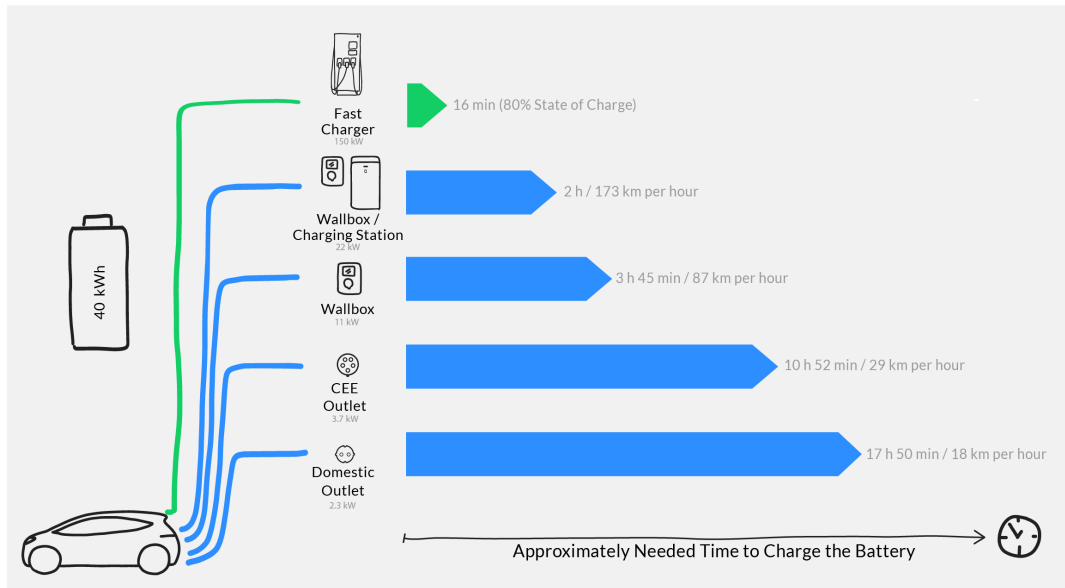 Fast
Charger
150 kW
16 min (80% State of Charge)
Wallbox /
Charging Station
22 kW
2 h / 173 km per hour
40 kWh
Wallbox
11 kW
3 h 45 min / 87 km per hour
CEE
Outlet
3.7 kW
10 h 52 min / 29 km per hour
Domestic
Outlet
2.3 kW
17 h 50 min / 18 km per hour
Approximately Needed Time to Charge the Battery